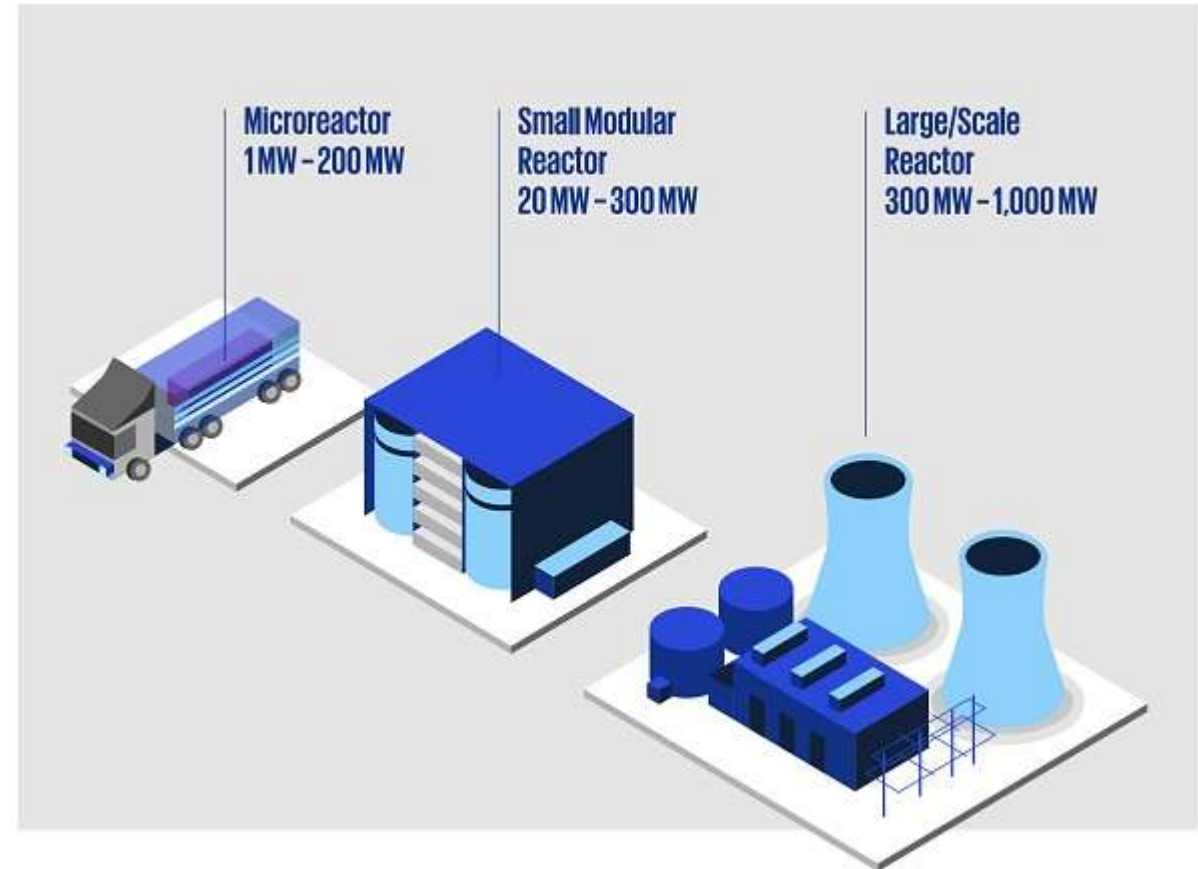 Microreactor
1 MW – 200 MW
Small Modular
Reactor
20 MW – 300 MW
Large/Scale
Reactor
300 MW – 1,000 MW